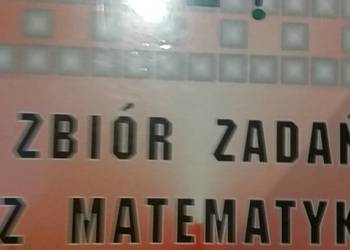 !
ZBIÓR ZADAŃ
Z MATEMATYK